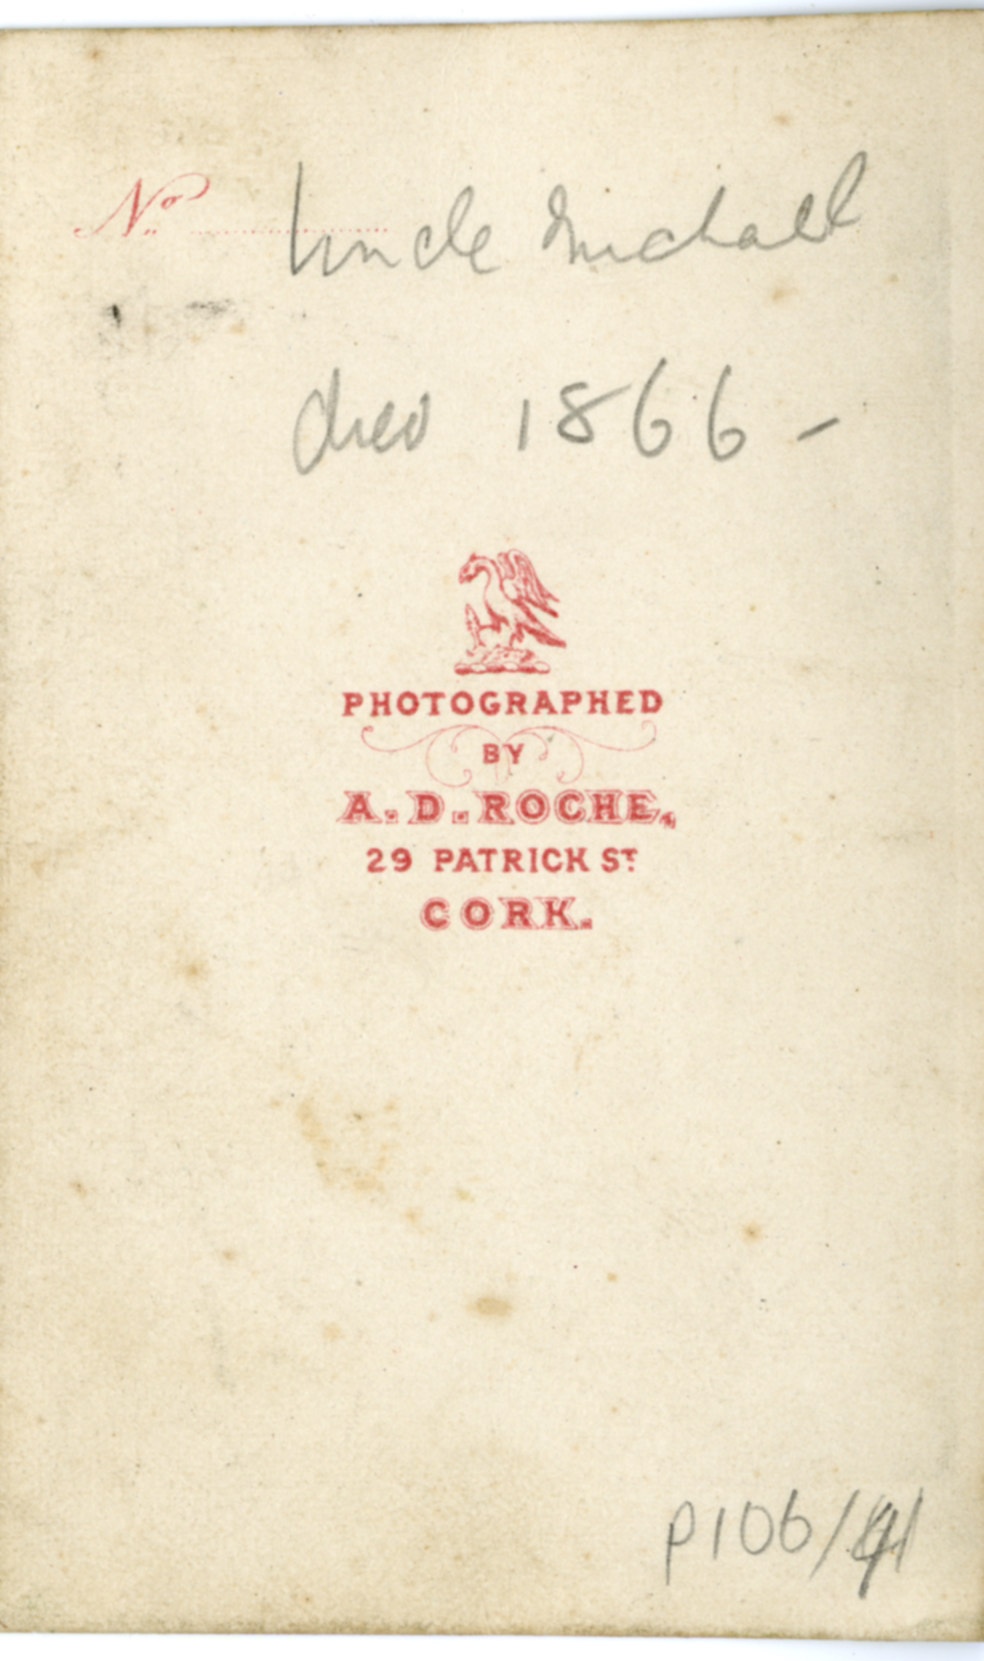 Nº Uncle Michael
died 1866 -
PHOTOGRAPHED
BY
A. D. ROCHE,
29 PATRICK ST
CORK.
P106/41